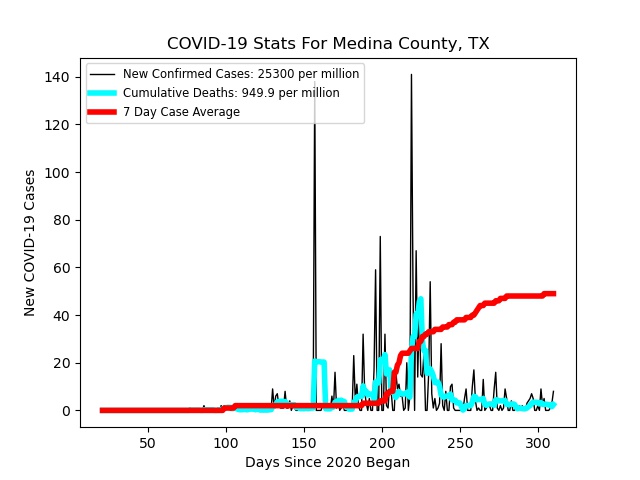 COVID-19 Stats For Medina County, TX
New Confirmed Cases: 25300 per million
Cumulative Deaths: 949.9 per million
7 Day Case Average
140
120
100
80
60
40
20
0
New COVID-19 Cases
50 100 150 200 250 300
Days Since 2020 Began